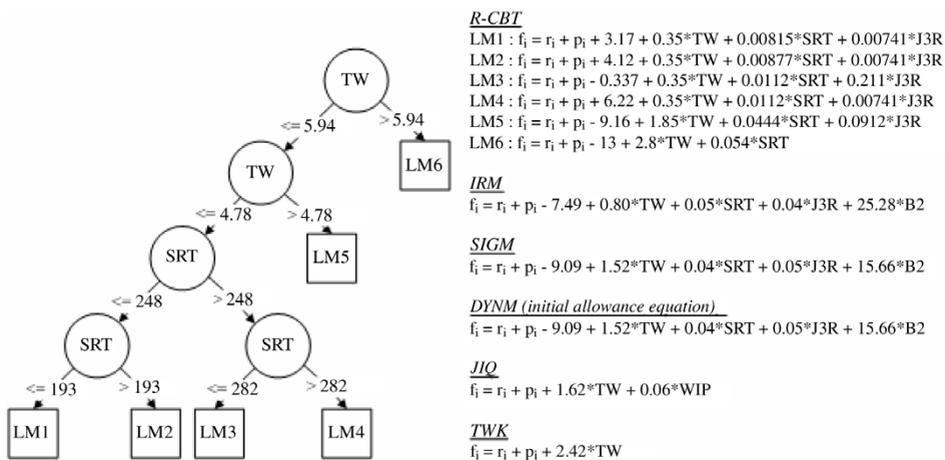 TW
<= 5.94
> 5.94
TW
LM6
<= 4.78
> 4.78
SRT
LM5
<= 248
> 248
SRT
SRT
<= 193
> 193
<= 282
> 282
LM1
LM2
LM3
LM4
R-CBT
LM1 : fi = ri + pi + 3.17 + 0.35*TW + 0.00815*SRT + 0.00741*J3R
LM2 : fi = ri + pi + 4.12 + 0.35*TW + 0.00877*SRT + 0.00741*J3R
LM3 : fi = ri + pi - 0.337 + 0.35*TW + 0.0112*SRT + 0.211*J3R
LM4 : fi = ri + pi + 6.22 + 0.35*TW + 0.0112*SRT + 0.00741*J3R
LM5 : fi = ri + pi - 9.16 + 1.85*TW + 0.0444*SRT + 0.0912*J3R
LM6 : fi = ri + pi - 13 + 2.8*TW + 0.054*SRT
IRM
fi = ri + pi - 7.49 + 0.80*TW + 0.05*SRT + 0.04*J3R + 25.28*B2
SIGM
fi = ri + pi - 9.09 + 1.52*TW + 0.04*SRT + 0.05*J3R + 15.66*B2
DYNM (initial allowance equation)
fi = ri + pi - 9.09 + 1.52*TW + 0.04*SRT + 0.05*J3R + 15.66*B2
JIQ
fi = ri + pi + 1.62*TW + 0.06*WIP
TWK
fi = ri + pi + 2.42*TW